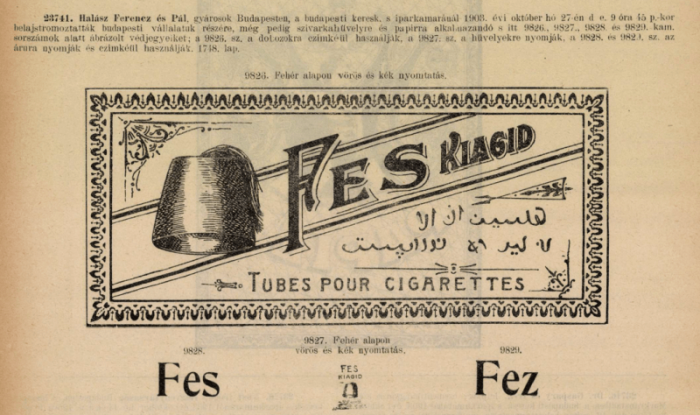 23741. Halász Ferencz és Pál, gyárosok Budapesten, a budapesti keresk. s iparkamaránál 1903. évi október hó 27-én d. e. 9 óra 45 p.-kor
belajstromoztatták budapesti vállalatuk részére, még pedig szivarkahüvelyre és papirra alkalmazandó s itt 9826., 9827., 9828. és 9829. kam.
sorszámok alatt ábrázolt védjegyeiket; a 9826. sz. a dobozokra czimkéül használják, a 9827. sz. a hüvelyekre nyomják, a 9828. és 9829. sz. az
árura nyomják és czimkéül használják. 1748. lap.
9826. Fehér alapon vörös és kék nyomtatás.
FES KIAGID
TUBES POUR CIGARETTES
9827. Fehér alapon
vörös és kék nyomtatás.
9828.
9829.
Fes
FES
KIAGID
Fez